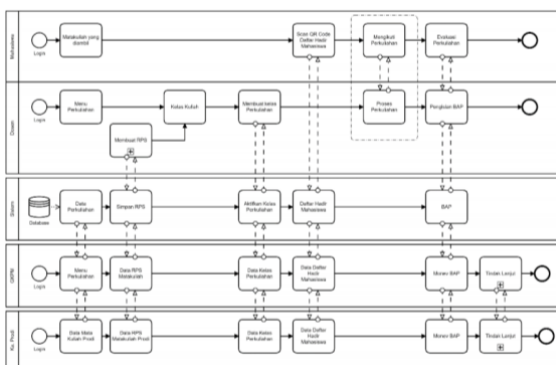 Mahasiswa
Login
Matakuliah yang
diambil
Scan QR Code
Daftar Hadir
Mahasiswa
Mengikuti
Perkuliahan
Evaluasi
Perkuliahan
Dosen
Login
Menu
Perkuliahan
Membuat RPS
Kelas Kuliah
Membuat kelas
Perkuliahan
Proses
Perkuliahan
Pengisian BAP
Database
Data
Perkuliahan
Simpan RPS
Aktifkan Kelas
Perkuliahan
Daftar Hadir
Mahasiswa
BAP
Login
Menu
Perkuliahan
Data RPS
Matakuliah
Data Kelas
Perkuliahan
Data Daftar
Hadir
Mahasiswa
Monev BAP
Tindak Lanjut
Ka. Prodi
Login
Data Mata
Kuliah Prodi
Data RPS
Matakuliah Prodi
Data Kelas
Perkuliahan
Data Daftar
Hadir
Mahasiswa
Monev BAP
Tindak Lanjut